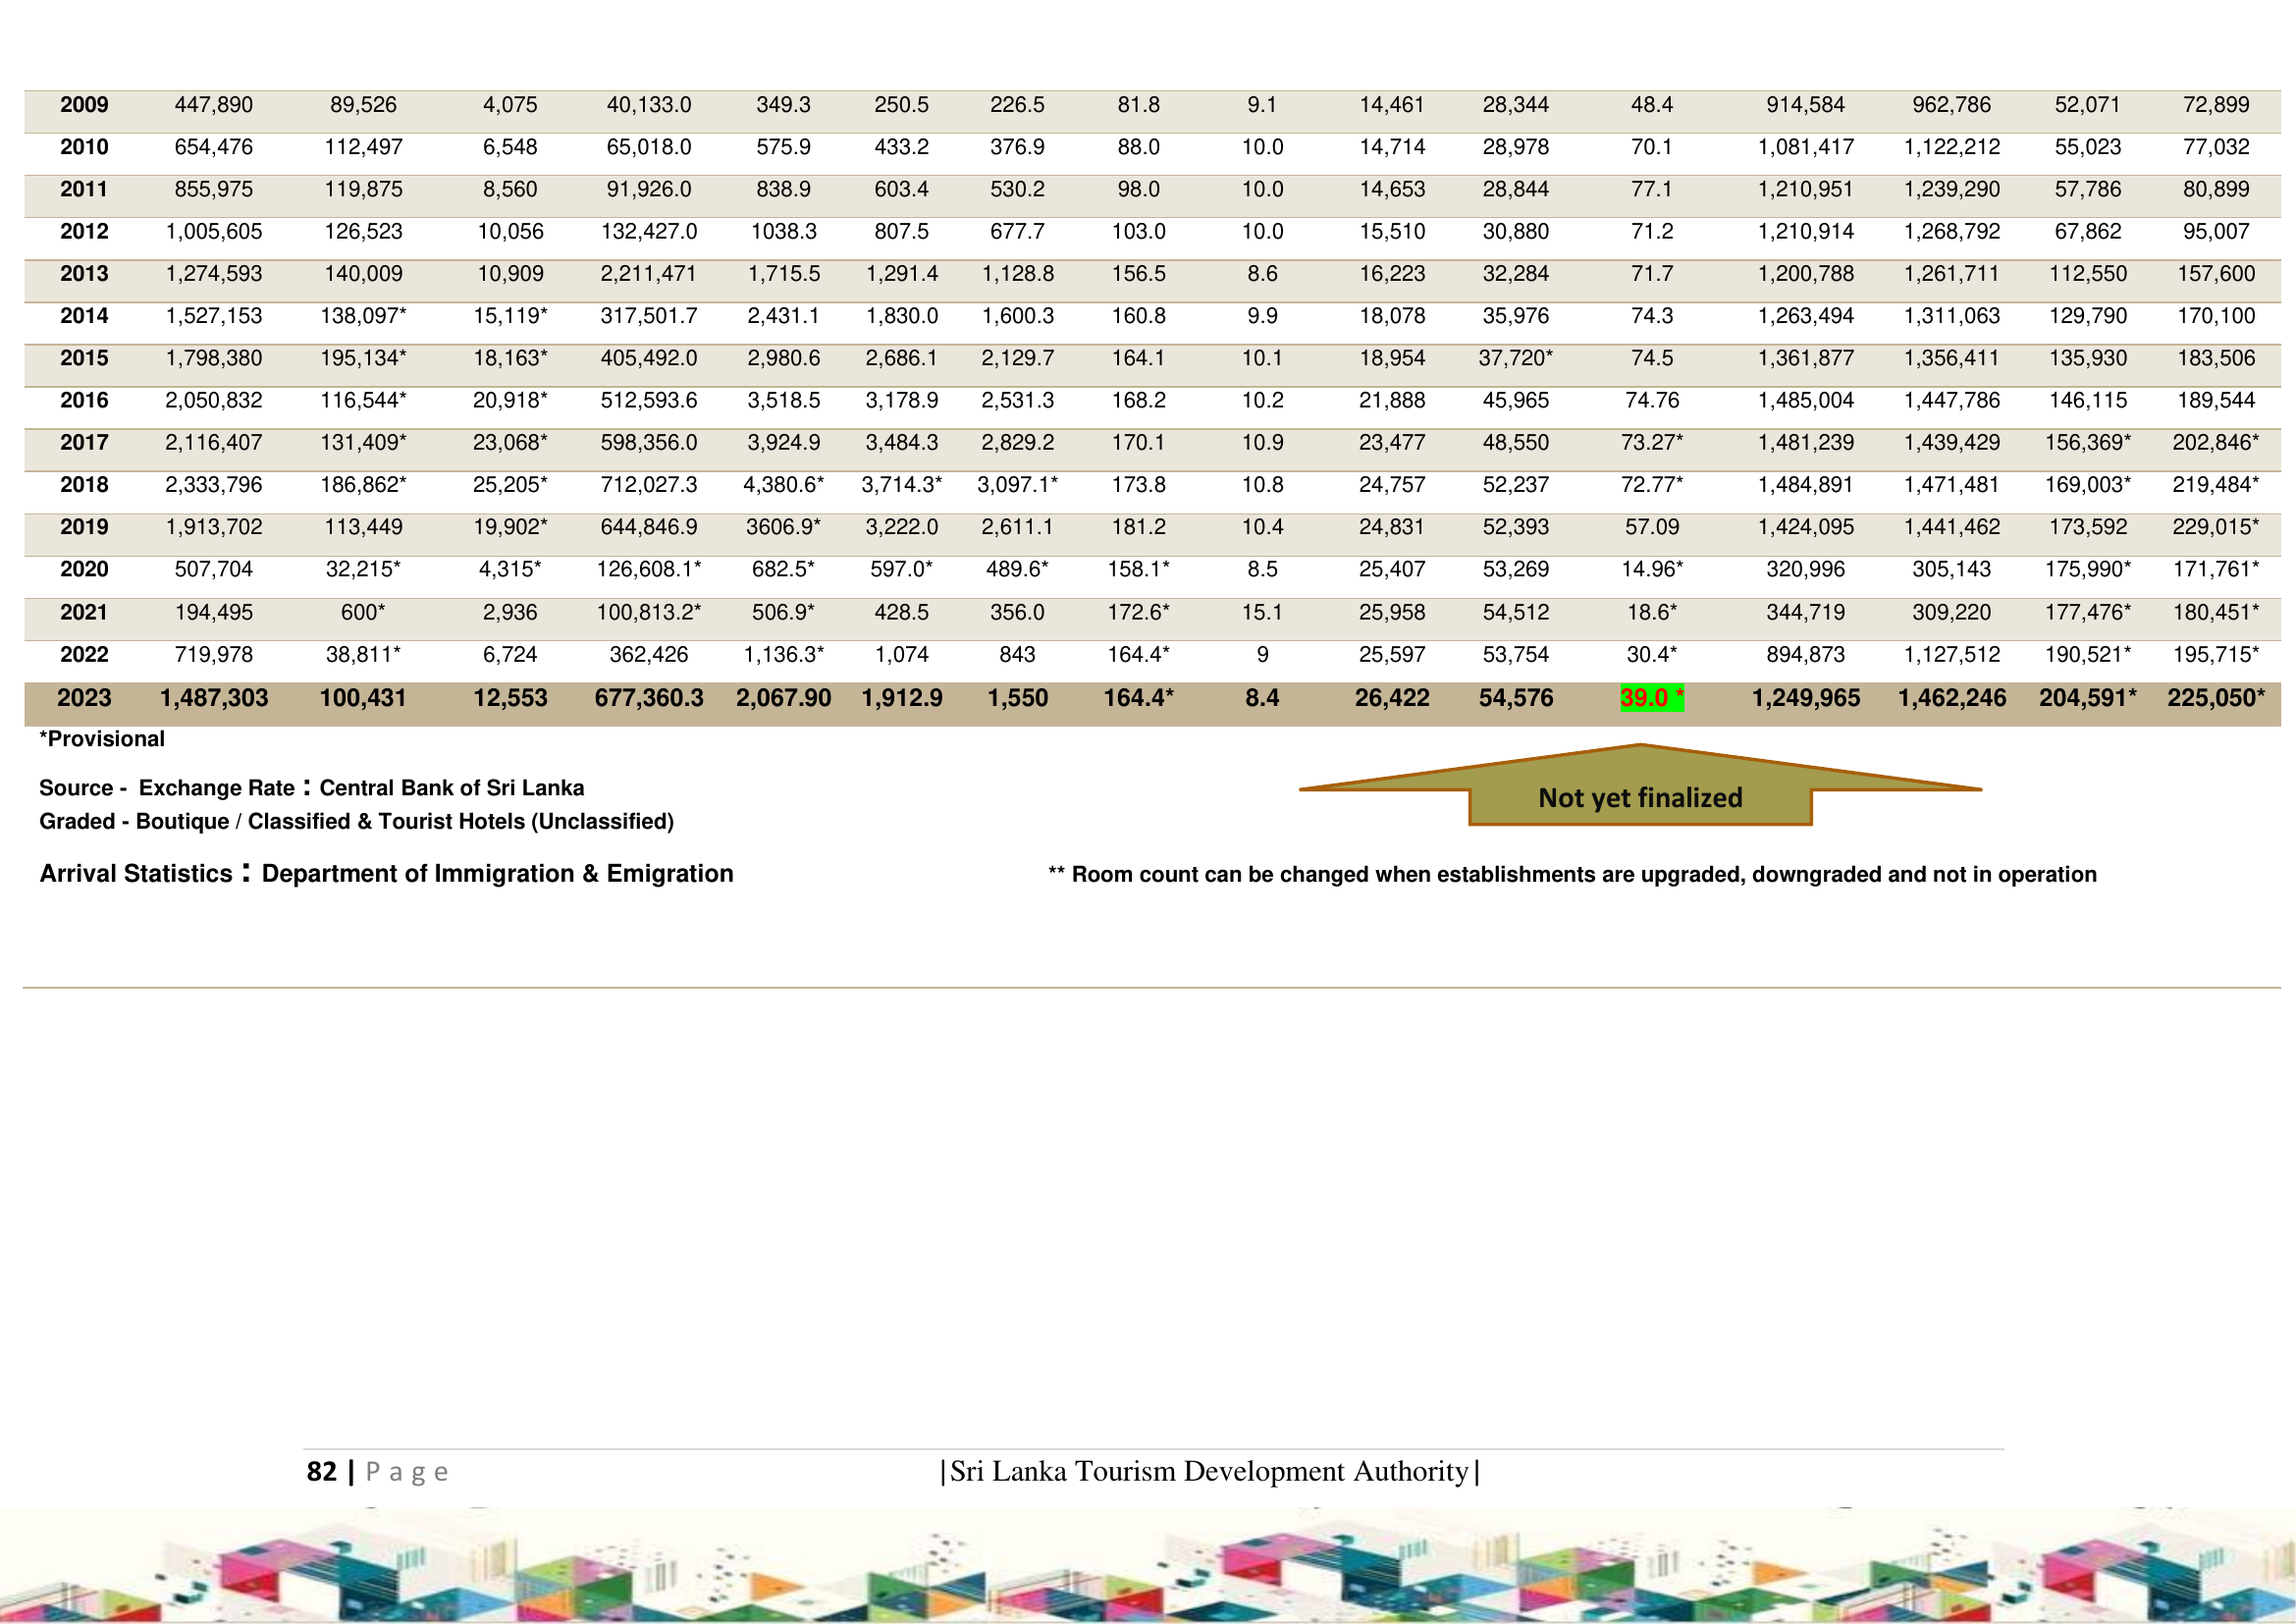 2009 447,890 89,526 4,075 40,133.0 349.3 250.5 226.5 81.8 9.1 14,461 28,344 48.4 914,584 962,786 52,071 72,899
2010 654,476 112,497 6,548 65,018.0 575.9 433.2 376.9 88.0 10.0 14,714 28,978 70.1 1,081,417 1,122,212 55,023 77,032
2011 855,975 119,875 8,560 91,926.0 838.9 603.4 530.2 98.0 10.0 14,653 28,844 77.1 1,210,951 1,239,290 57,786 80,899
2012 1,005,605 126,523 10,056 132,427.0 1038.3 807.5 677.7 103.0 10.0 15,510 30,880 71.2 1,210,914 1,268,792 67,862 95,007
2013 1,274,593 140,009 10,909 2,211,471 1,715.5 1,291.4 1,128.8 156.5 8.6 16,223 32,284 71.7 1,200,788 1,261,711 112,550 157,600
2014 1,527,153 138,097* 15,119* 317,501.7 2,431.1 1,830.0 1,600.3 160.8 9.9 18,078 35,976 74.3 1,263,494 1,311,063 129,790 170,100
2015 1,798,380 195,134* 18,163* 405,492.0 2,980.6 2,686.1 2,129.7 164.1 10.1 18,954 37,720* 74.5 1,361,877 1,356,411 135,930 183,506
2016 2,050,832 116,544* 20,918* 512,593.6 3,518.5 3,178.9 2,531.3 168.2 10.2 21,888 45,965 74.76 1,485,004 1,447,786 146,115 189,544
2017 2,116,407 131,409* 23,068* 598,356.0 3,924.9 3,484.3 2,829.2 170.1 10.9 23,477 48,550 73.27* 1,481,239 1,439,429 156,369* 202,846*
2018 2,333,796 186,862* 25,205* 712,027.3 4,380.6* 3,714.3* 3,097.1* 173.8 10.8 24,757 52,237 72.77* 1,484,891 1,471,481 169,003* 219,484*
2019 1,913,702 113,449 19,902* 644,846.9 3606.9* 3,222.0 2,611.1 181.2 10.4 24,831 52,393 57.09 1,424,095 1,441,462 173,592 229,015*
2020 507,704 32,215* 4,315* 126,608.1* 682.5* 597.0* 489.6* 158.1* 8.5 25,407 53,269 14.96* 320,996 305,143 175,990* 171,761*
2021 194,495 600* 2,936 100,813.2* 506.9* 428.5 356.0 172.6* 15.1 25,958 54,512 18.6* 344,719 309,220 177,476* 180,451*
2022 719,978 38,811* 6,724 362,426 1,136.3* 1,074 843 164.4* 9 25,597 53,754 30.4* 894,873 1,127,512 190,521* 195,715*
2023 1,487,303 100,431 12,553 677,360.3 2,067.90 1,912.9 1,550 164.4* 8.4 26,422 54,576 39.0 * 1,249,965 1,462,246 204,591* 225,050*
*Provisional
Source - Exchange Rate : Central Bank of Sri Lanka
Not yet finalized
Graded - Boutique / Classified & Tourist Hotels (Unclassified)
Arrival Statistics : Department of Immigration & Emigration
** Room count can be changed when establishments are upgraded, downgraded and not in operation
82 | Page
|Sri Lanka Tourism Development Authority|